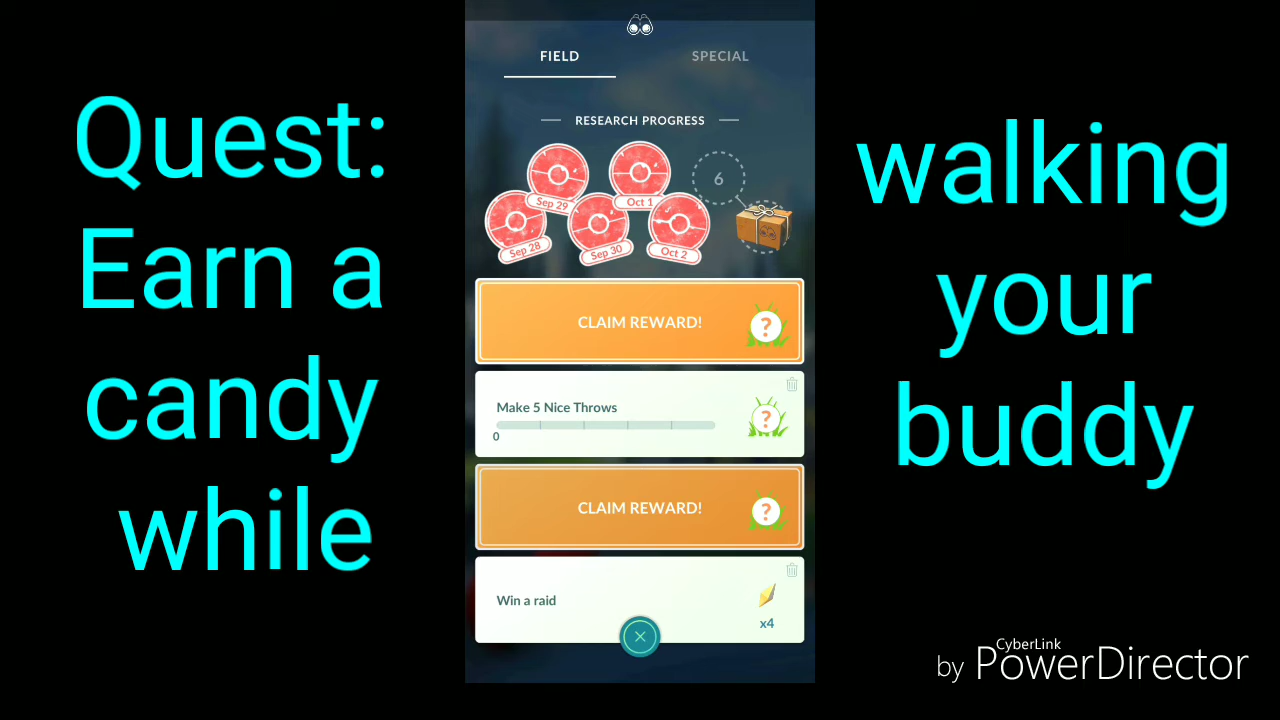 Quest:
Earn a
candy
while
FIELD
SPECIAL
RESEARCH PROGRESS
Sep 28
Sep 29
Sep 30
Oct 1
Oct 2
6
CLAIM REWARD!
?
Make 5 Nice Throws
0
?
CLAIM REWARD!
?
Win a raid
x4
walking
your
buddy
CyberLink
by PowerDirector